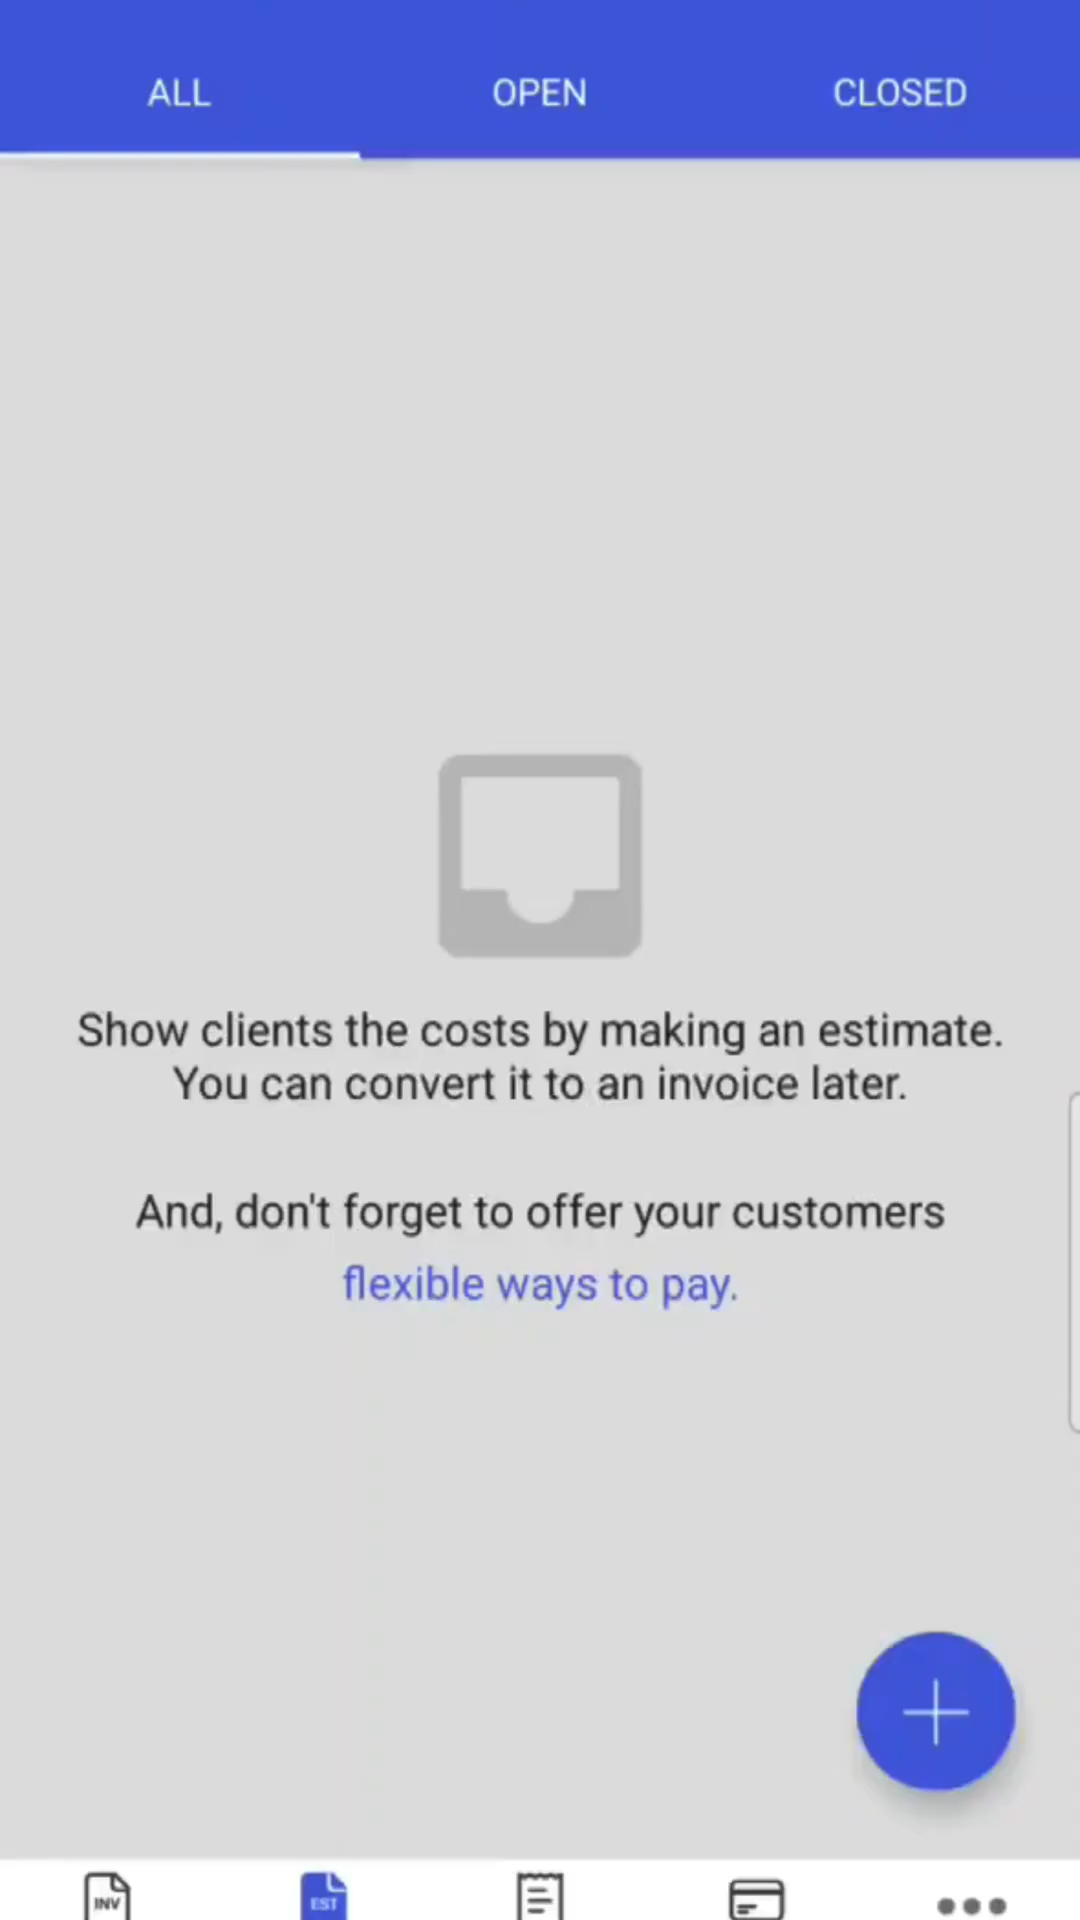 ALL OPEN CLOSED
Show clients the costs by making an estimate.
You can convert it to an invoice later.
And, don't forget to offer your customers
flexible ways to pay.
INV EST